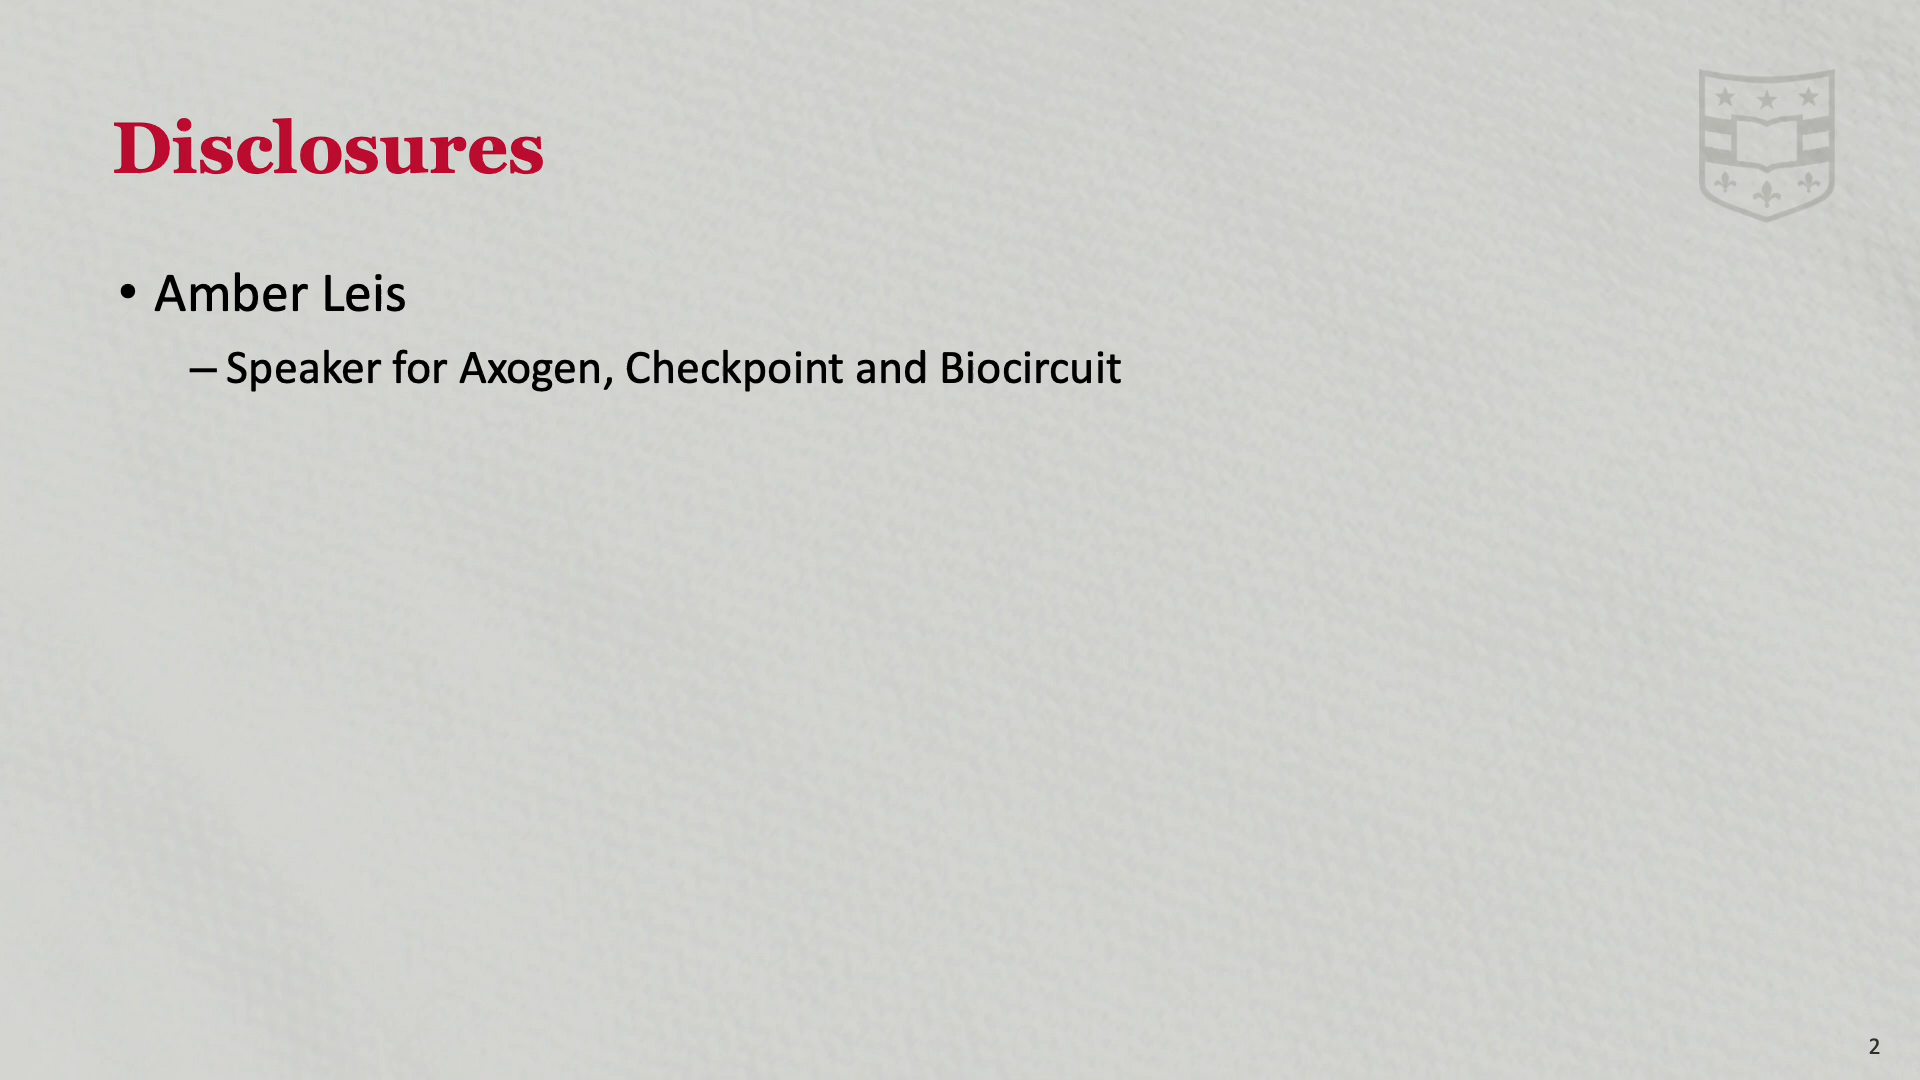 Disclosures
• Amber Leis
– Speaker for Axogen, Checkpoint and Biocircuit
2